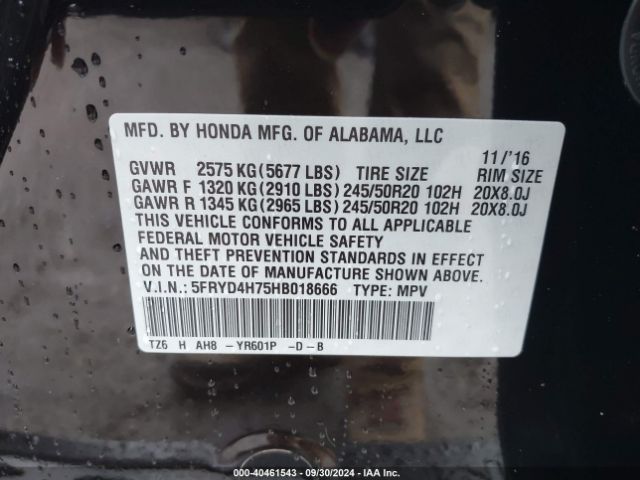 MFD. BY HONDA MFG. OF ALABAMA, LLC
11/'16
GVWR 2575 KG(5677 LBS) TIRE SIZE RIM SIZE
GAWR F 1320 KG(2910 LBS)245/50R20 102H 20X8.0J
GAWR R 1345 KG(2965 LBS)245/50R20 102H 20X8.0J
THIS VEHICLE CONFORMS TO ALL APPLICABLE
FEDERAL MOTOR VEHICLE SAFETY
AND THEFT PREVENTION STANDARDS IN EFFECT
ON THE DATE OF MANUFACTURE SHOWN ABOVE.
V.I.N.: 5FRYD4H75HB018666 TYPE: MPV
TZ6 H AH8 - YR601P -D-B
000-40461543 / 09/30/2024 / IAA Inc.